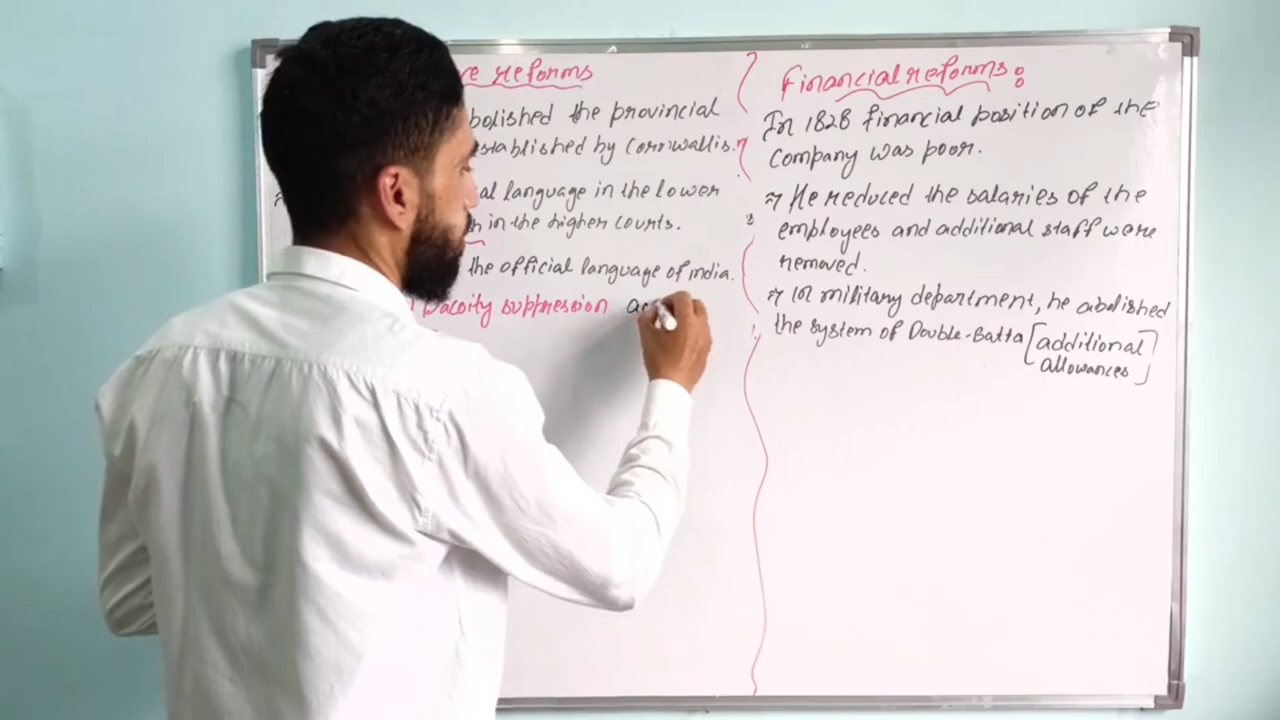 re reforms
bolished the provincial
established by Cornwallis.
al language in the lower
in the higher courts.
the official language of india.
Dacoity suppression ac
Financial reforms:
In 1828 financial position of the
Company was poor.
⇒ He reduced the salaries of the
employees and additional staff were
removed.
⇒ In military department, he abolished
the system of Double-Batta [additional
allowances]